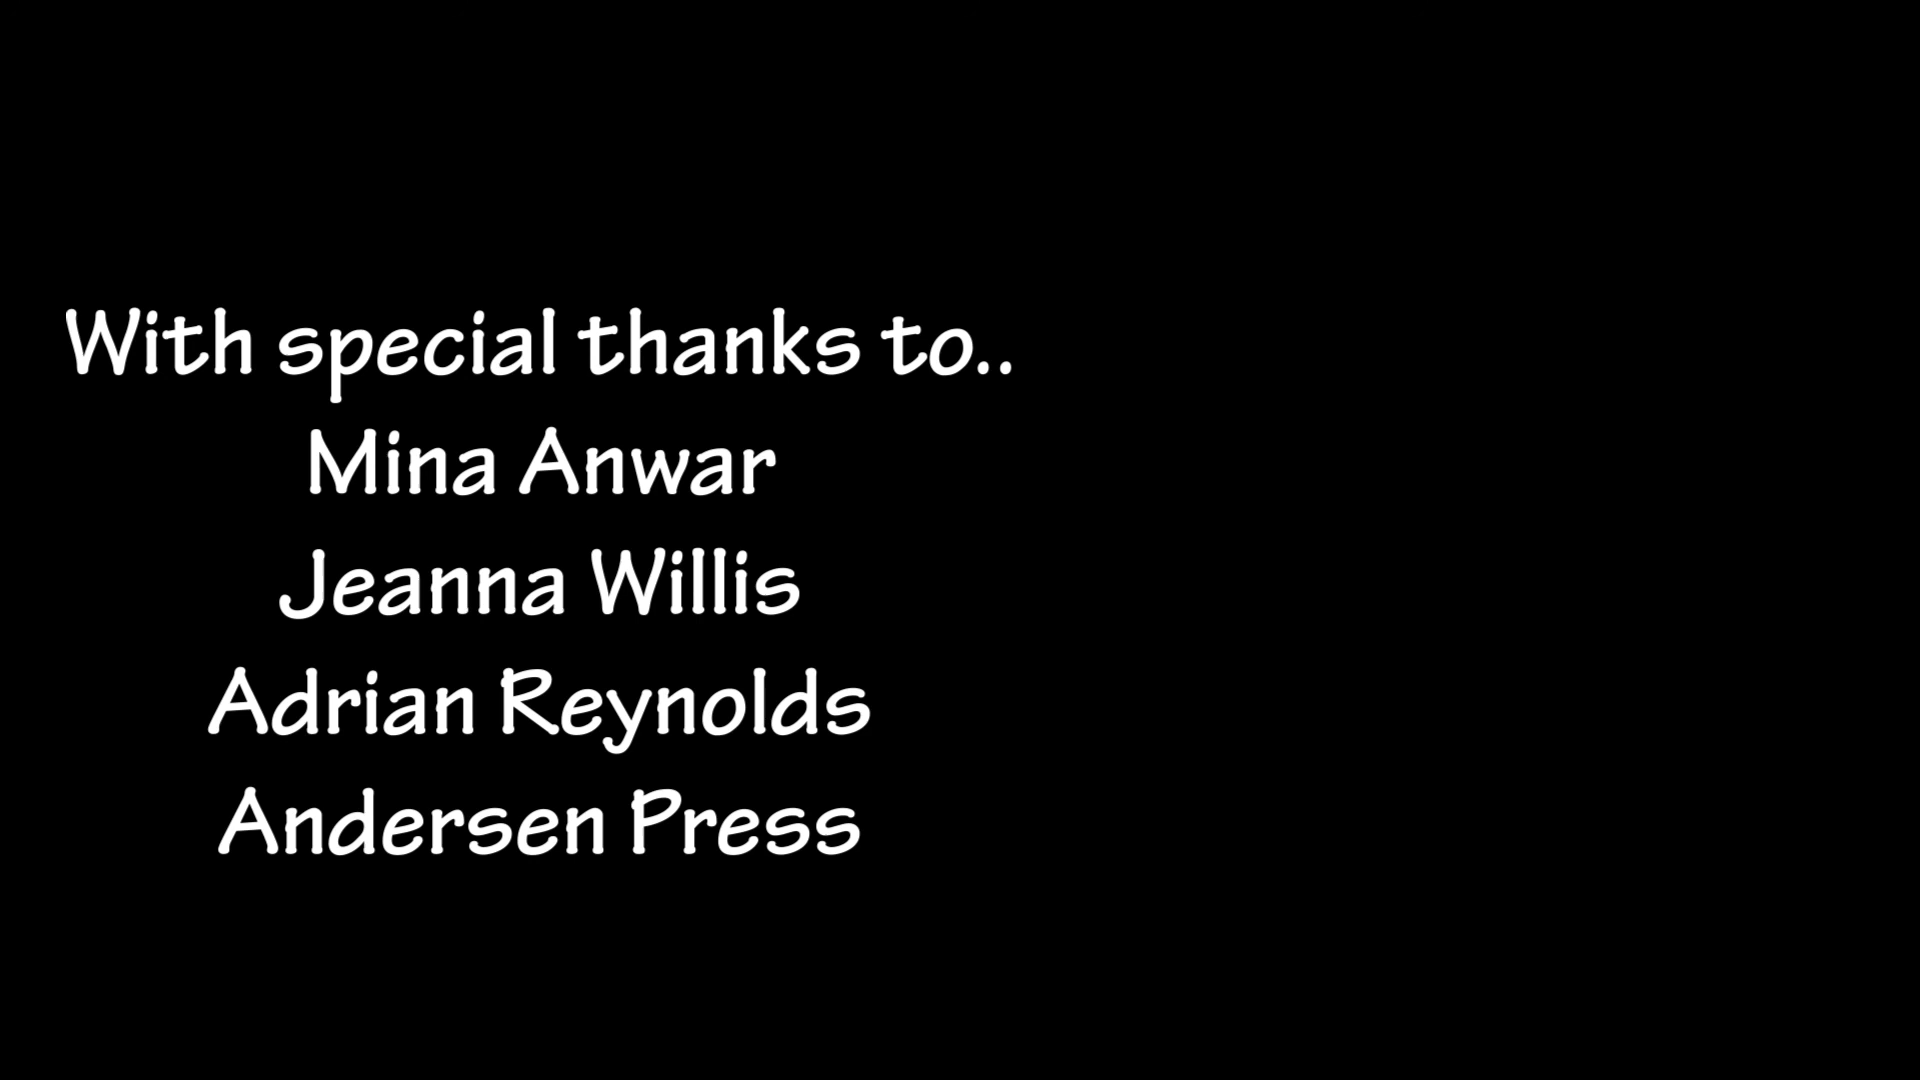 With special thanks to..
Mina Anwar
Jeanna Willis
Adrian Reynolds
Andersen Press